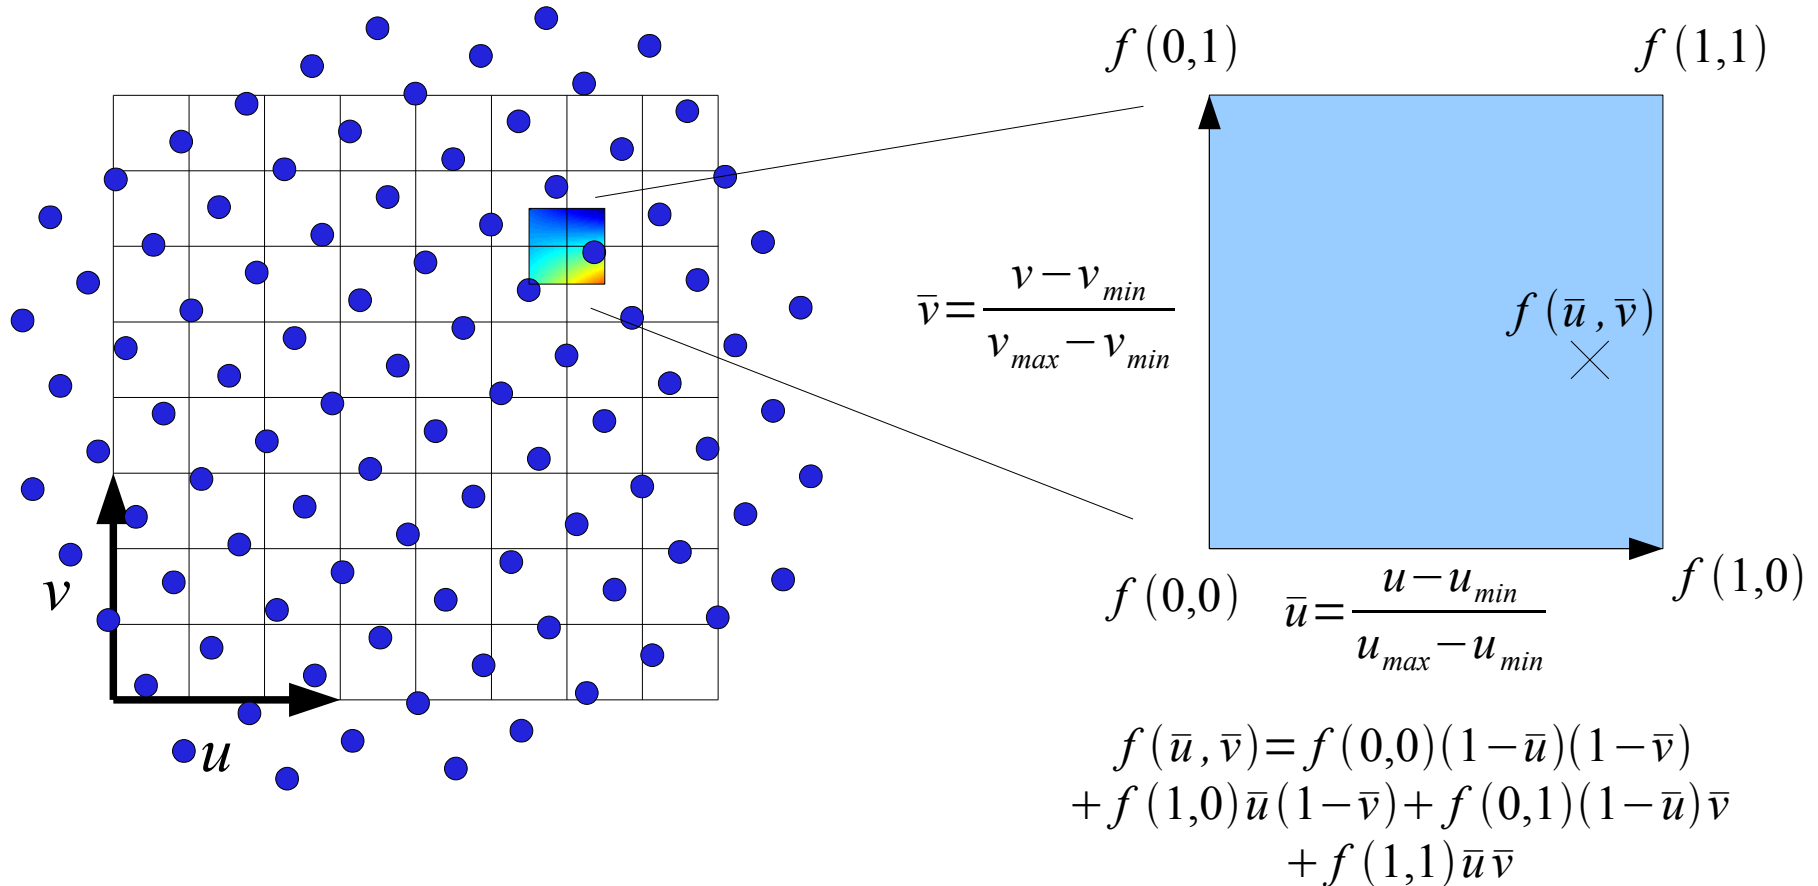 f(0,1)
f(1,1)
v̅ = (v − v_min) / (v_max − v_min)
f(u̅, v̅)
v
f(0,0)
f(1,0)
u̅ = (u − u_min) / (u_max − u_min)
u
f(u̅, v̅) = f(0,0)(1 − u̅)(1 − v̅)
+ f(1,0) u̅ (1 − v̅) + f(0,1)(1 − u̅) v̅
+ f(1,1) u̅ v̅